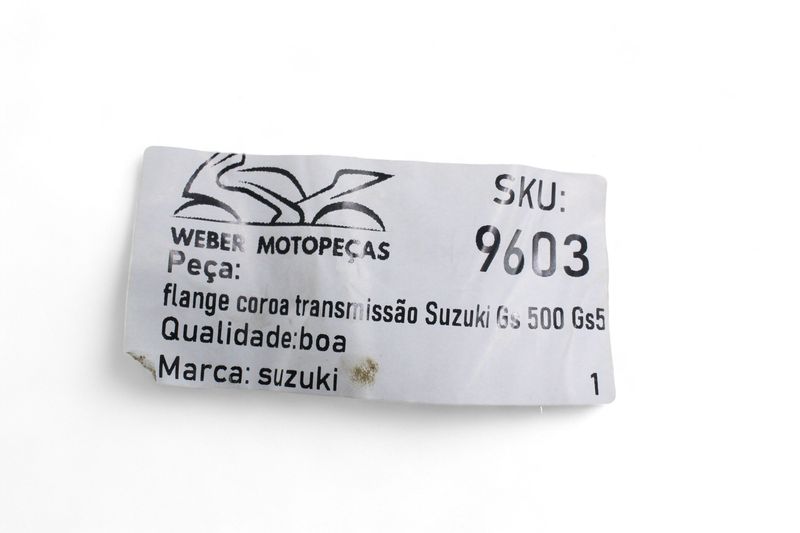 WEBER MOTOPEÇAS
SKU:
9603
Peça:
flange coroa transmissão Suzuki Gs 500 Gs5
Qualidade:boa
Marca: suzuki
1